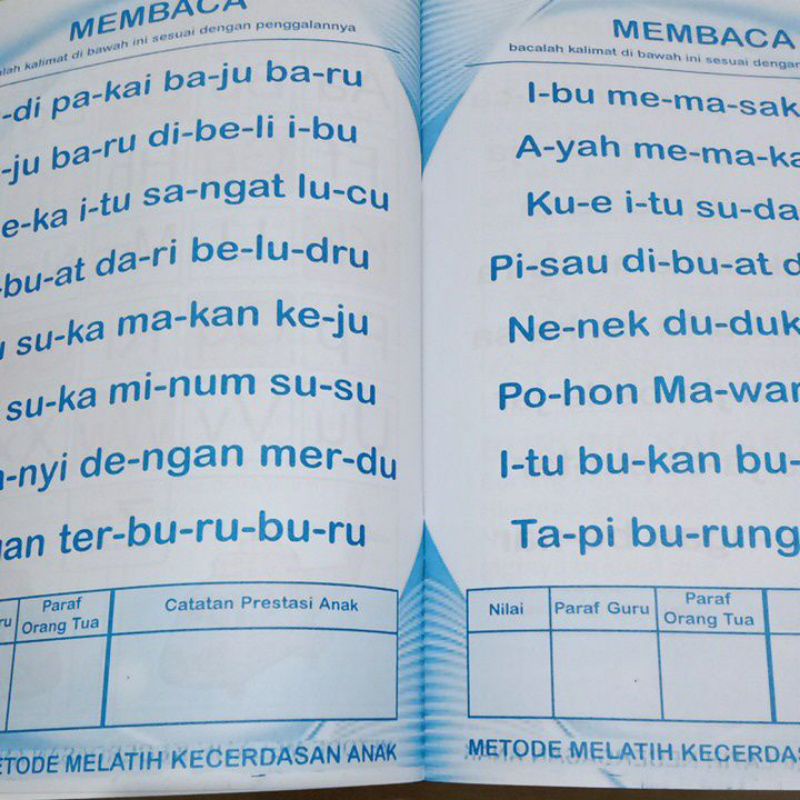 MEMBACA
kalimat di bawah ini sesuai dengan penggalannya
-di pa-kai ba-ju ba-ru
-ju ba-ru di-be-li i-bu
e-ka i-tu sa-ngat lu-cu
-bu-at da-ri be-lu-dru
su-ka ma-kan ke-ju
su-ka mi-num su-su
-nyi de-ngan mer-du
an ter-bu-ru-bu-ru
ru Paraf Orang Tua Catatan Prestasi Anak
ETODE MELATIH KECERDASAN ANAK
MEMBACA
bacalah kalimat di bawah ini sesuai dengan
I-bu me-ma-sak
A-yah me-ma-ka
Ku-e i-tu su-da
Pi-sau di-bu-at d
Ne-nek du-duk
Po-hon Ma-war
I-tu bu-kan bu-
Ta-pi bu-rung
Nilai Paraf Guru Paraf Orang Tua
METODE MELATIH KECERDAS